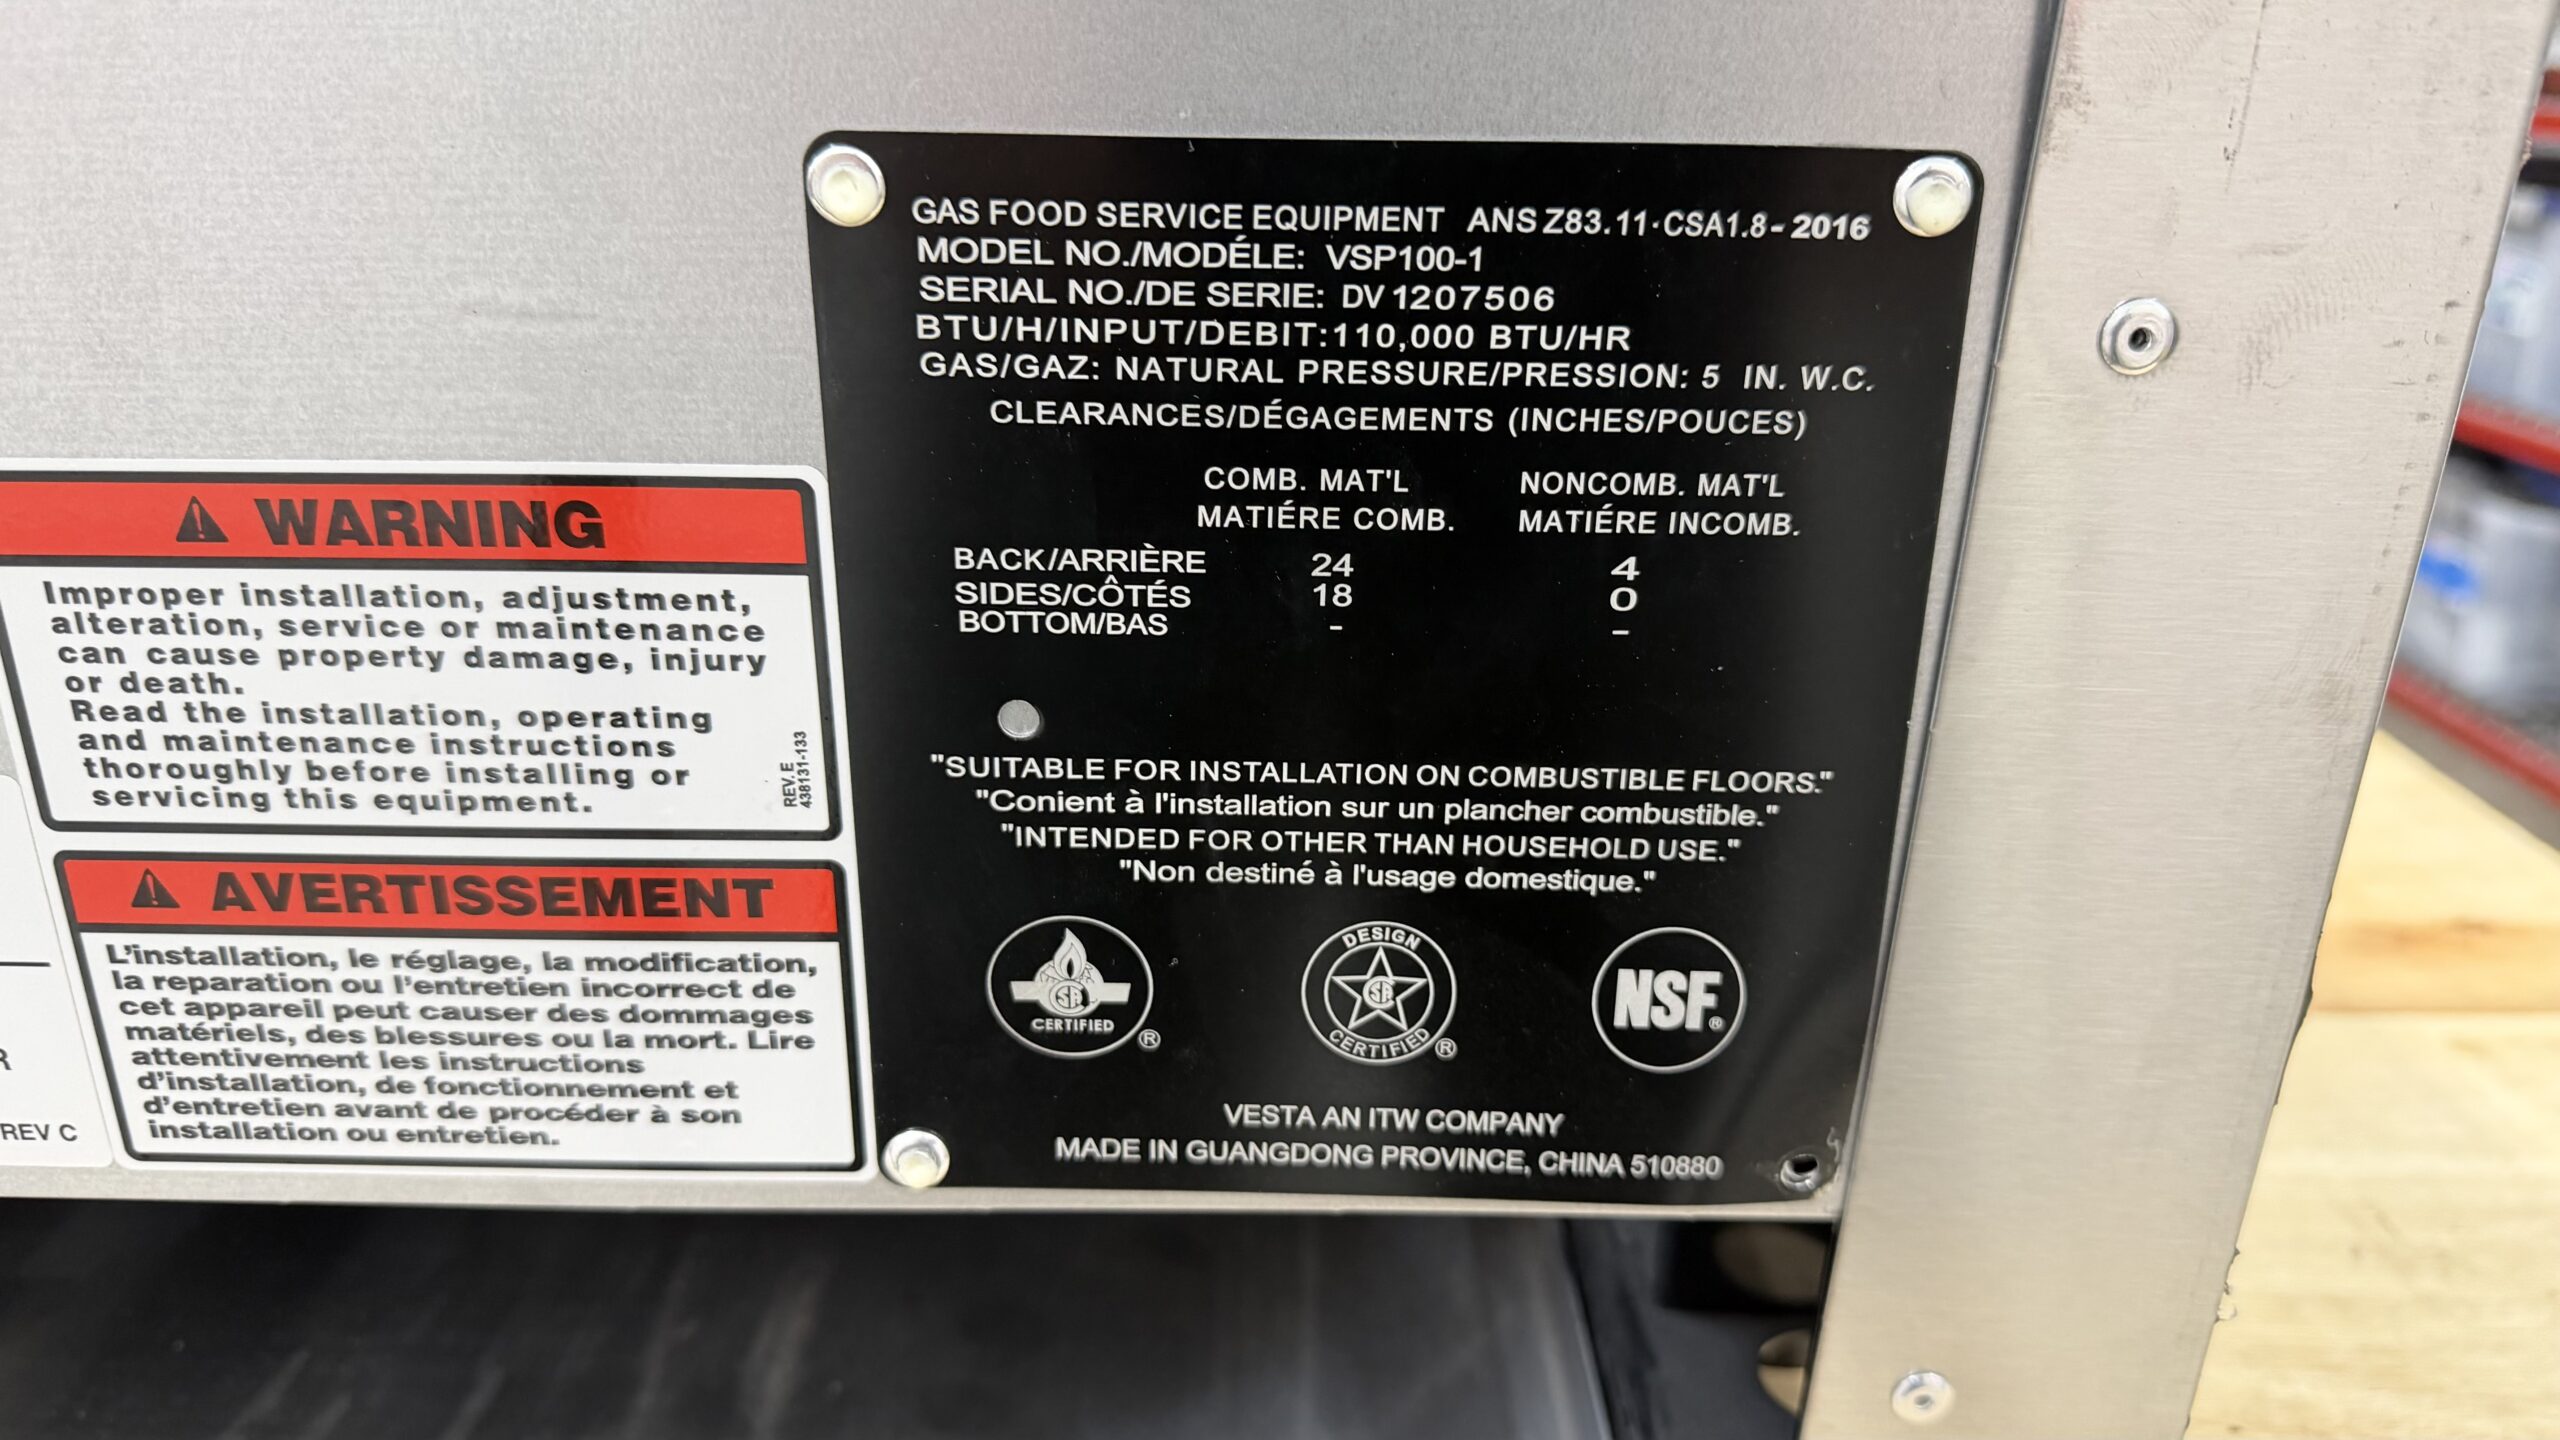 GAS FOOD SERVICE EQUIPMENT ANS Z83.11·CSA1.8-2016
MODEL NO./MODÉLE: VSP100-1
SERIAL NO./DE SERIE: DV 1207506
BTU/H/INPUT/DEBIT:110,000 BTU/HR
GAS/GAZ: NATURAL PRESSURE/PRESSION: 5 IN. W.C.
CLEARANCES/DÉGAGEMENTS (INCHES/POUCES)
COMB. MAT'L NONCOMB. MAT'L
MATIÉRE COMB. MATIÉRE INCOMB.
BACK/ARRIÈRE 24 4
SIDES/CÔTÉS 18 0
BOTTOM/BAS - -
"SUITABLE FOR INSTALLATION ON COMBUSTIBLE FLOORS."
"Conient à l'installation sur un plancher combustible."
"INTENDED FOR OTHER THAN HOUSEHOLD USE."
"Non destiné à l'usage domestique."
CSA CERTIFIED ®
DESIGN CSA CERTIFIED ®
NSF®
VESTA AN ITW COMPANY
MADE IN GUANGDONG PROVINCE, CHINA 510880
⚠ WARNING
Improper installation, adjustment,
alteration, service or maintenance
can cause property damage, injury
or death.
Read the installation, operating
and maintenance instructions
thoroughly before installing or
servicing this equipment.
REV. E
438131-133
⚠ AVERTISSEMENT
L'installation, le réglage, la modification,
la reparation ou l'entretien incorrect de
cet appareil peut causer des dommages
matériels, des blessures ou la mort. Lire
attentivement les instructions
d'installation, de fonctionnement et
d'entretien avant de procéder à son
installation ou entretien.
R
REV C